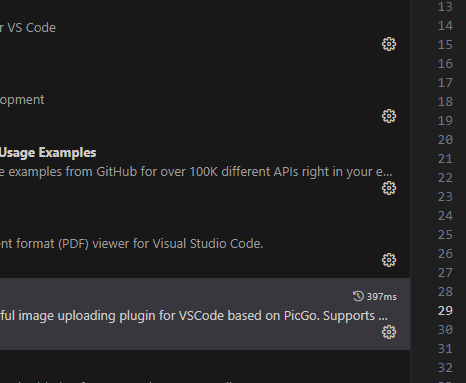 r VS Code
opment
Usage Examples
e examples from GitHub for over 100K different APIs right in your e...
ent format (PDF) viewer for Visual Studio Code.
397ms
ful image uploading plugin for VSCode based on PicGo. Supports ...
13
14
15
16
17
18
19
20
21
22
23
24
25
26
27
28
29
30
31
32